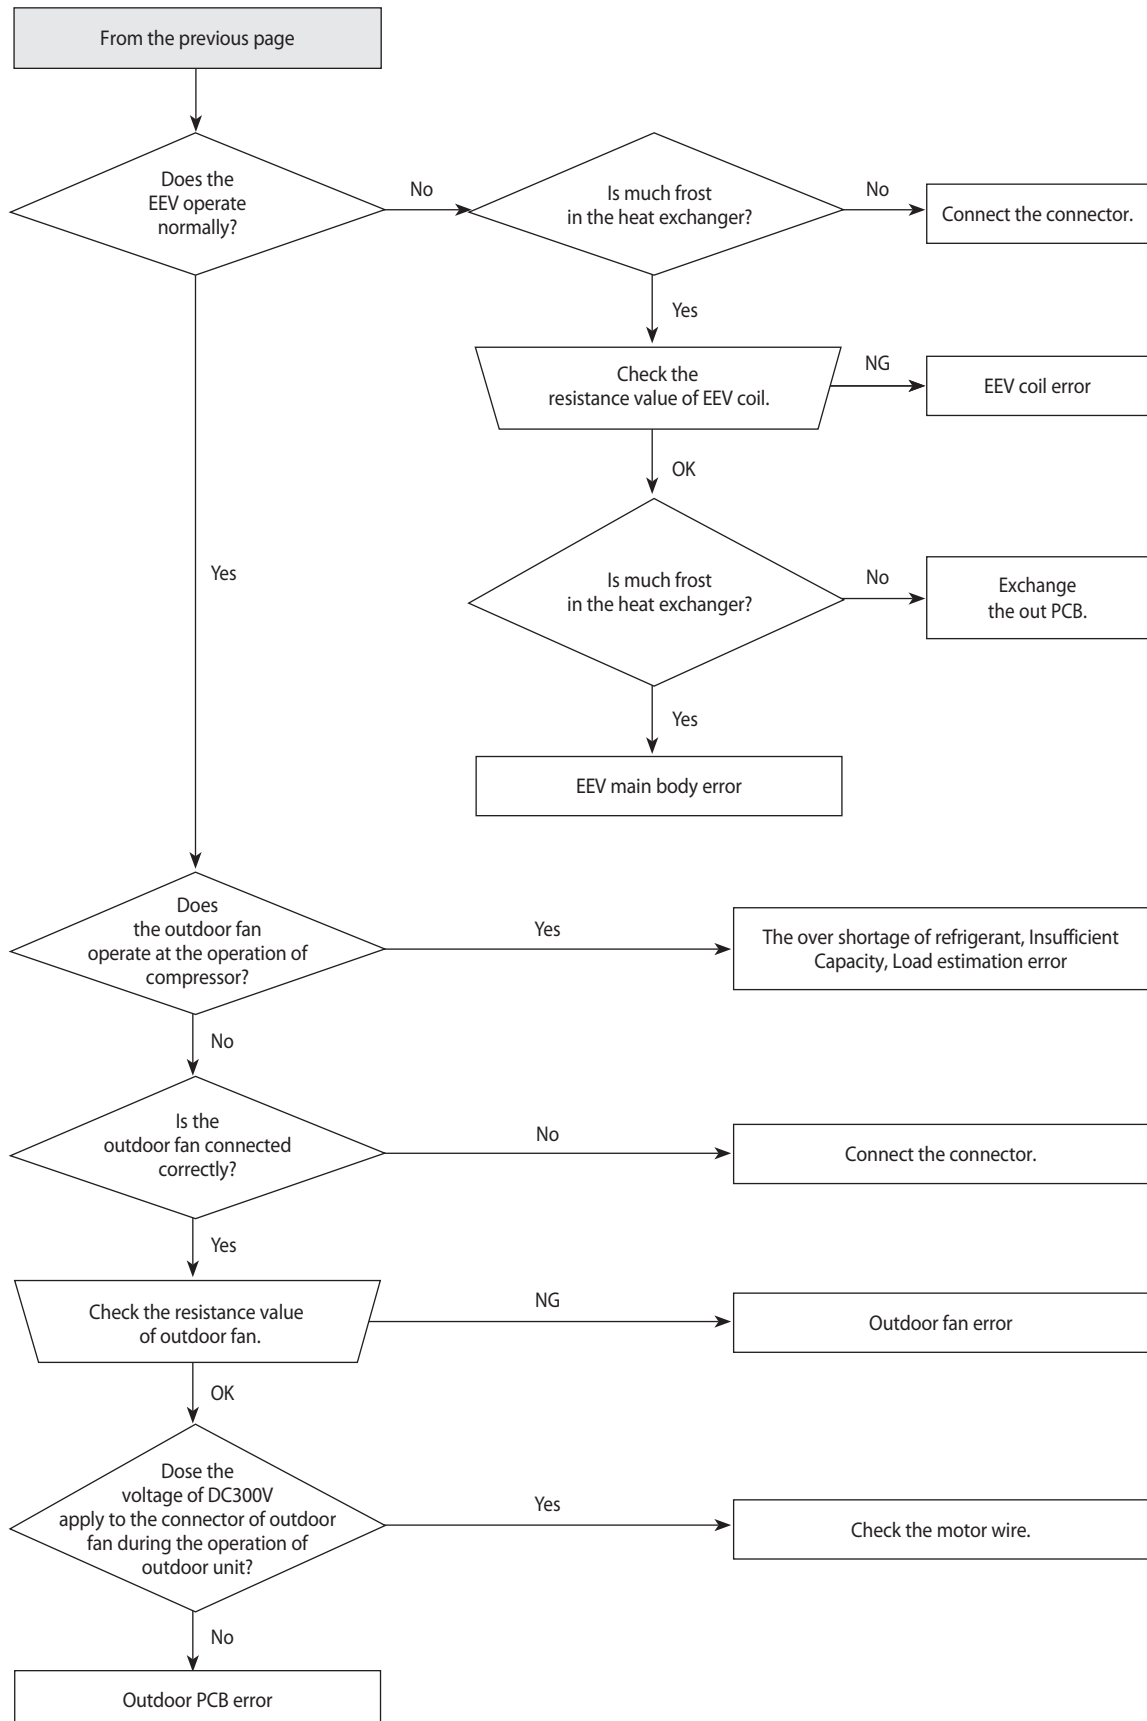 From the previous page
Does the
EEV operate
normally?
No
Is much frost
in the heat exchanger?
No
Connect the connector.
Yes
Check the
resistance value of EEV coil.
NG
EEV coil error
OK
Yes
Is much frost
in the heat exchanger?
No
Exchange
the out PCB.
Yes
EEV main body error
Does
the outdoor fan
operate at the operation of
compressor?
Yes
The over shortage of refrigerant, Insufficient
Capacity, Load estimation error
No
Is the
outdoor fan connected
correctly?
No
Connect the connector.
Yes
Check the resistance value
of outdoor fan.
NG
Outdoor fan error
OK
Dose the
voltage of DC300V
apply to the connector of outdoor
fan during the operation of
outdoor unit?
Yes
Check the motor wire.
No
Outdoor PCB error